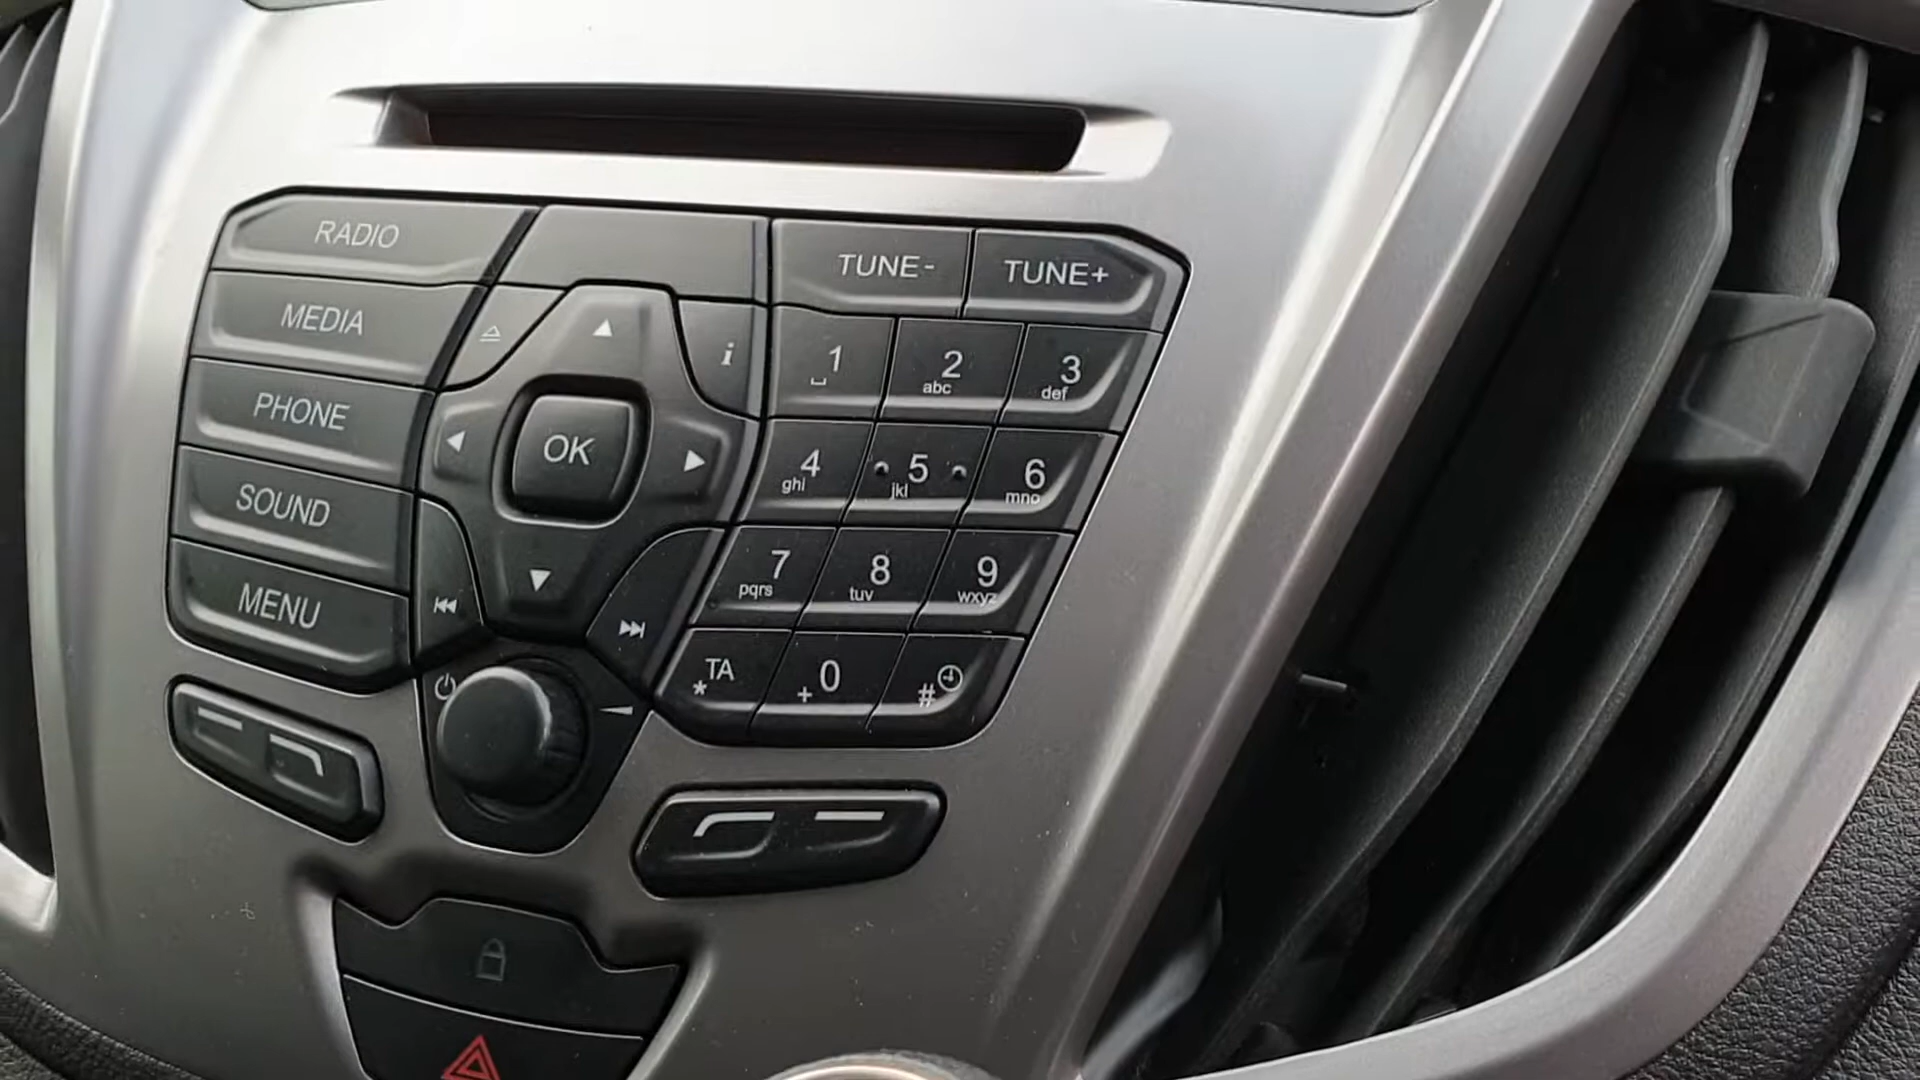 RADIO
MEDIA
PHONE
SOUND
MENU
OK
i
TUNE- TUNE+
1 2 abc 3 def
4 ghi 5 jkl 6 mno
7 pqrs 8 tuv 9 wxyz
TA * 0 + #